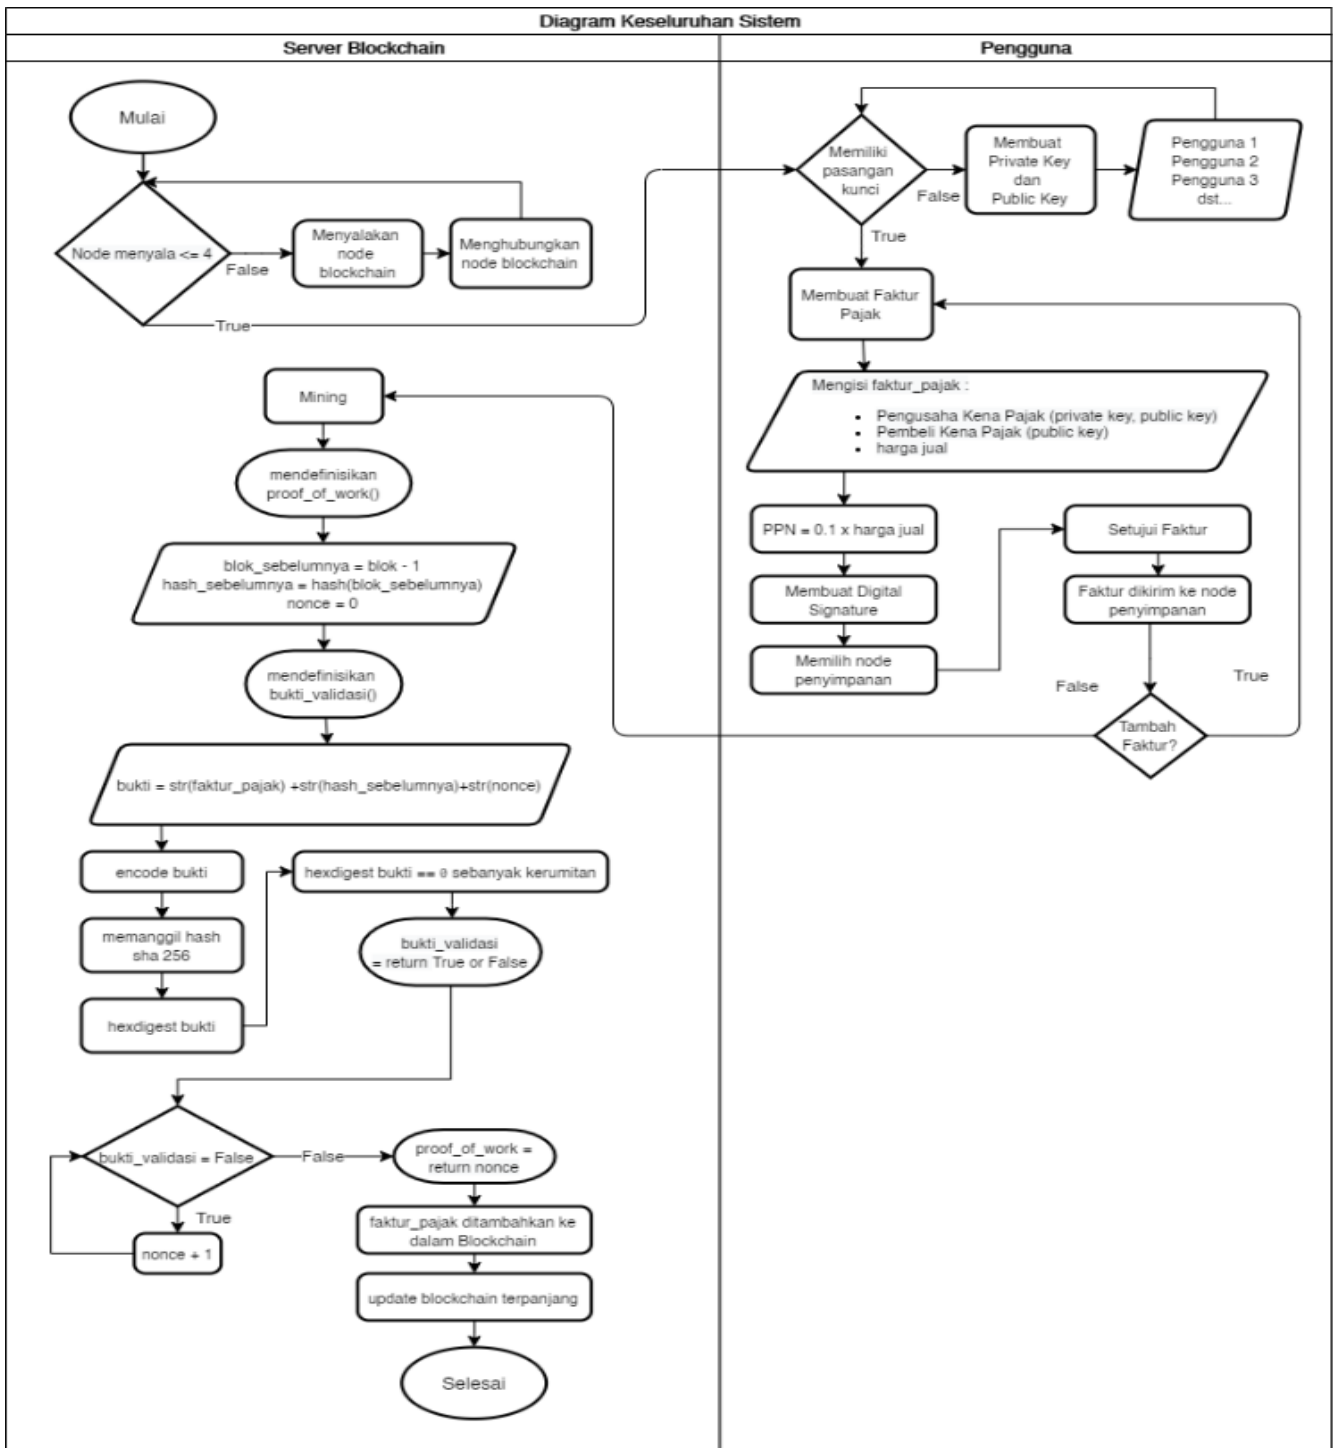 Diagram Keseluruhan Sistem
Server Blockchain
Pengguna
Mulai
Node menyala <= 4
False
Menyalakan
node
blockchain
Menghubungkan
node blockchain
True
Memiliki
pasangan
kunci
False
Membuat
Private Key
dan
Public Key
Pengguna 1
Pengguna 2
Pengguna 3
dst...
True
Membuat Faktur
Pajak
Mengisi faktur_pajak :
• Pengusaha Kena Pajak (private key, public key)
• Pembeli Kena Pajak (public key)
• harga jual
PPN = 0.1 x harga jual
Membuat Digital
Signature
Memilih node
penyimpanan
Setujui Faktur
Faktur dikirim ke node
penyimpanan
False
True
Tambah
Faktur?
Mining
mendefinisikan
proof_of_work()
blok_sebelumnya = blok - 1
hash_sebelumnya = hash(blok_sebelumnya)
nonce = 0
mendefinisikan
bukti_validasi()
bukti = str(faktur_pajak) +str(hash_sebelumnya)+str(nonce)
encode bukti
memanggil hash
sha 256
hexdigest bukti
hexdigest bukti == 0 sebanyak kerumitan
bukti_validasi
= return True or False
bukti_validasi = False
False
True
nonce + 1
proof_of_work =
return nonce
faktur_pajak ditambahkan ke
dalam Blockchain
update blockchain terpanjang
Selesai